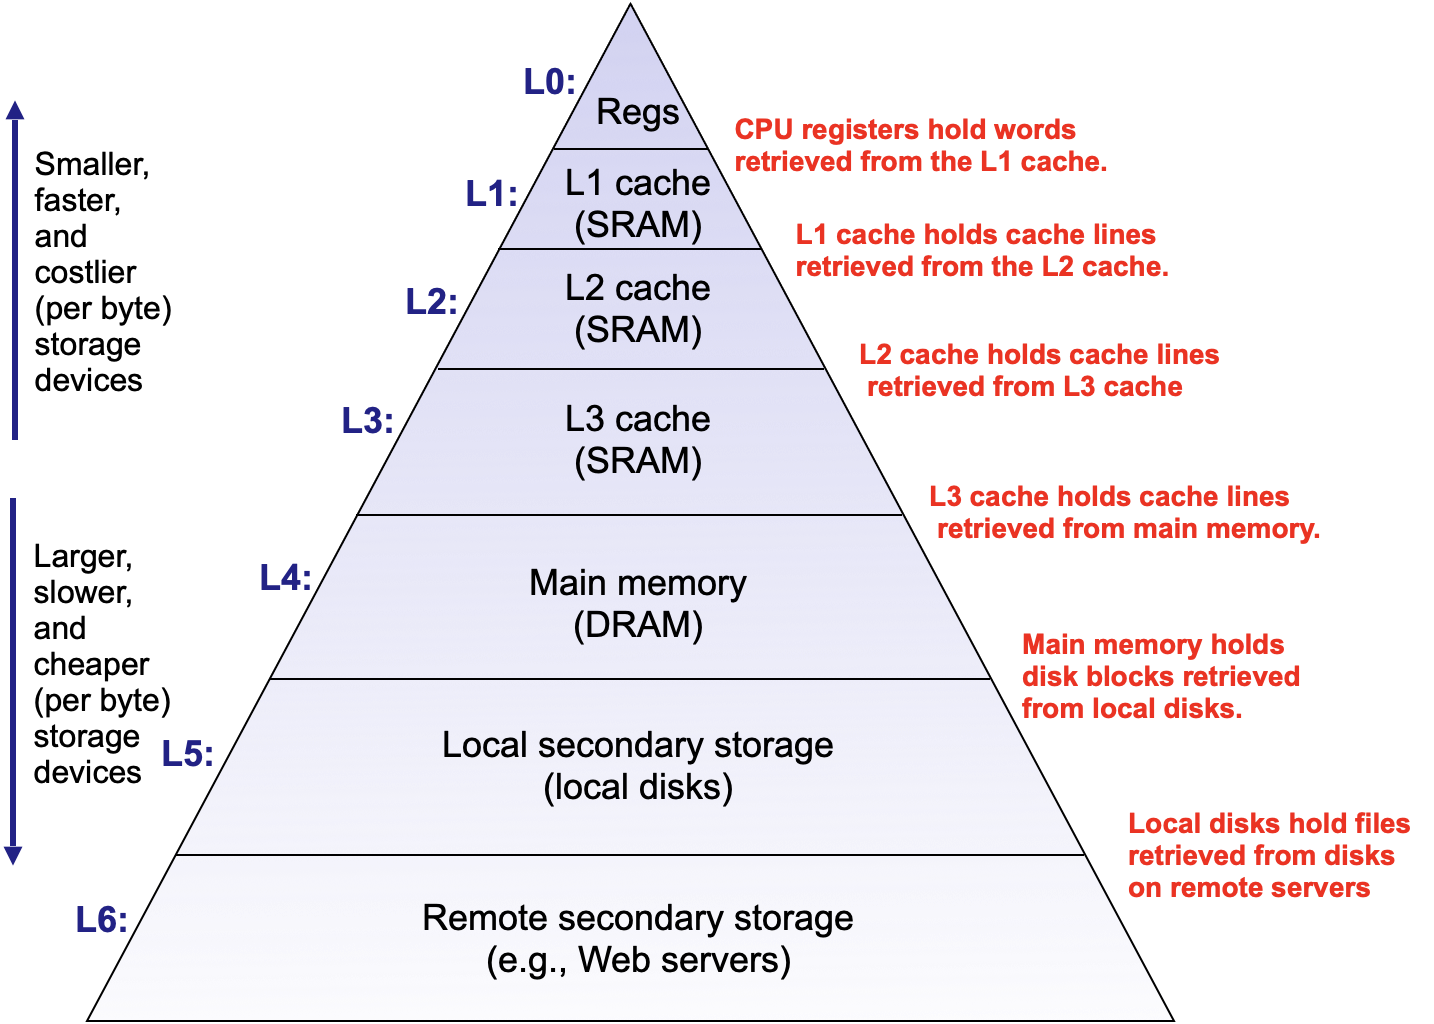 L0:
Regs
CPU registers hold words
retrieved from the L1 cache.
L1:
L1 cache
(SRAM)
L1 cache holds cache lines
retrieved from the L2 cache.
L2:
L2 cache
(SRAM)
L2 cache holds cache lines
retrieved from L3 cache
L3:
L3 cache
(SRAM)
L3 cache holds cache lines
retrieved from main memory.
L4:
Main memory
(DRAM)
Main memory holds
disk blocks retrieved
from local disks.
L5:
Local secondary storage
(local disks)
Local disks hold files
retrieved from disks
on remote servers
L6:
Remote secondary storage
(e.g., Web servers)
Smaller,
faster,
and
costlier
(per byte)
storage
devices
Larger,
slower,
and
cheaper
(per byte)
storage
devices